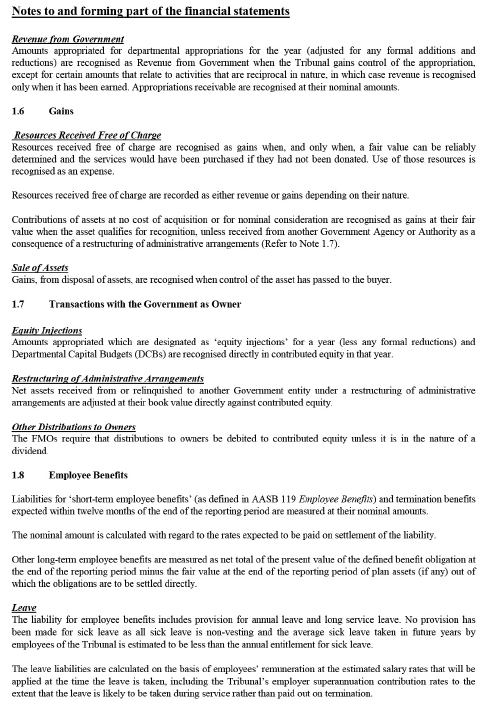 Notes to and forming part of the financial statements
Revenue from Government
Amounts appropriated for departmental appropriations for the year (adjusted for any formal additions and
reductions) are recognised as Revenue from Government when the Tribunal gains control of the appropriation,
except for certain amounts that relate to activities that are reciprocal in nature, in which case revenue is recognised
only when it has been earned. Appropriations receivable are recognised at their nominal amounts.
1.6 Gains
Resources Received Free of Charge
Resources received free of charge are recognised as gains when, and only when, a fair value can be reliably
determined and the services would have been purchased if they had not been donated. Use of those resources is
recognised as an expense.
Resources received free of charge are recorded as either revenue or gains depending on their nature.
Contributions of assets at no cost of acquisition or for nominal consideration are recognised as gains at their fair
value when the asset qualifies for recognition, unless received from another Government Agency or Authority as a
consequence of a restructuring of administrative arrangements (Refer to Note 1.7).
Sale of Assets
Gains, from disposal of assets, are recognised when control of the asset has passed to the buyer.
1.7 Transactions with the Government as Owner
Equity Injections
Amounts appropriated which are designated as 'equity injections' for a year (less any formal reductions) and
Departmental Capital Budgets (DCBs) are recognised directly in contributed equity in that year.
Restructuring of Administrative Arrangements
Net assets received from or relinquished to another Government entity under a restructuring of administrative
arrangements are adjusted at their book value directly against contributed equity.
Other Distributions to Owners
The FMOs require that distributions to owners be debited to contributed equity unless it is in the nature of a
dividend
1.8 Employee Benefits
Liabilities for 'short-term employee benefits' (as defined in AASB 119 Employee Benefits) and termination benefits
expected within twelve months of the end of the reporting period are measured at their nominal amounts.
The nominal amount is calculated with regard to the rates expected to be paid on settlement of the liability.
Other long-term employee benefits are measured as net total of the present value of the defined benefit obligation at
the end of the reporting period minus the fair value at the end of the reporting period of plan assets (if any) out of
which the obligations are to be settled directly.
Leave
The liability for employee benefits includes provision for annual leave and long service leave. No provision has
been made for sick leave as all sick leave is non-vesting and the average sick leave taken in future years by
employees of the Tribunal is estimated to be less than the annual entitlement for sick leave.
The leave liabilities are calculated on the basis of employees' remuneration at the estimated salary rates that will be
applied at the time the leave is taken, including the Tribunal's employer superannuation contribution rates to the
extent that the leave is likely to be taken during service rather than paid out on termination.